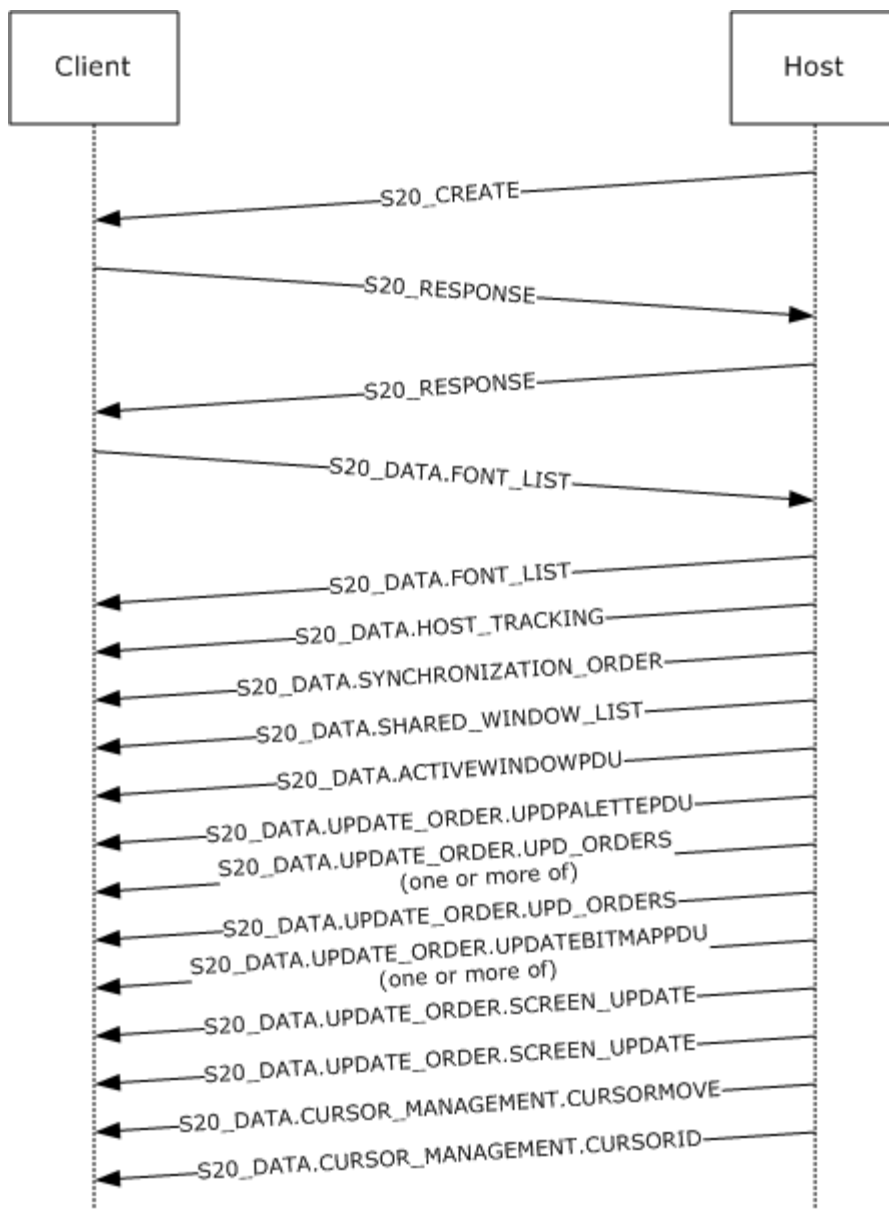 Client
Host
S20_CREATE
S20_RESPONSE
S20_RESPONSE
S20_DATA.FONT_LIST
S20_DATA.FONT_LIST
S20_DATA.HOST_TRACKING
S20_DATA.SYNCHRONIZATION_ORDER
S20_DATA.SHARED_WINDOW_LIST
S20_DATA.ACTIVEWINDOWPDU
S20_DATA.UPDATE_ORDER.UPDPALETTEPDU
S20_DATA.UPDATE_ORDER.UPD_ORDERS
(one or more of)
S20_DATA.UPDATE_ORDER.UPD_ORDERS
S20_DATA.UPDATE_ORDER.UPDATEBITMAPPDU
(one or more of)
S20_DATA.UPDATE_ORDER.SCREEN_UPDATE
S20_DATA.UPDATE_ORDER.SCREEN_UPDATE
S20_DATA.CURSOR_MANAGEMENT.CURSORMOVE
S20_DATA.CURSOR_MANAGEMENT.CURSORID